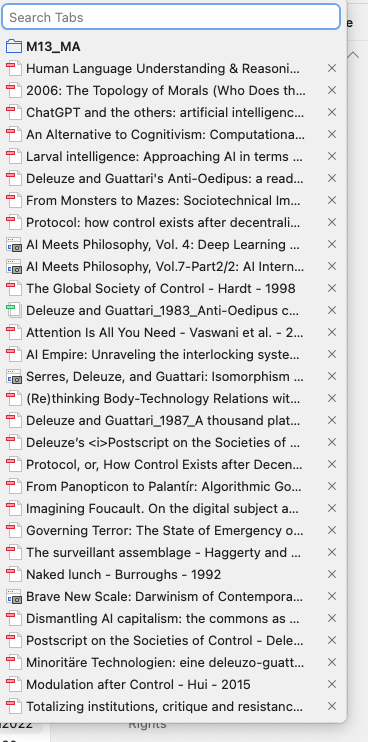 Search Tabs
e
M13_MA
Human Language Understanding & Reasoni...
2006: The Topology of Morals (Who Does th...
ChatGPT and the others: artificial intelligenc...
An Alternative to Cognitivism: Computationa...
Larval intelligence: Approaching AI in terms ...
Deleuze and Guattari's Anti-Oedipus: a read...
From Monsters to Mazes: Sociotechnical Im...
Protocol: how control exists after decentrali...
AI Meets Philosophy, Vol. 4: Deep Learning ...
AI Meets Philosophy, Vol.7-Part2/2: AI Intern...
The Global Society of Control - Hardt - 1998
Deleuze and Guattari_1983_Anti-Oedipus c...
Attention Is All You Need - Vaswani et al. - 2...
AI Empire: Unraveling the interlocking syste...
Serres, Deleuze, and Guattari: Isomorphism ...
(Re)thinking Body-Technology Relations wit...
Deleuze and Guattari_1987_A thousand plat...
Deleuze’s <i>Postscript on the Societies of ...
Protocol, or, How Control Exists after Decen...
From Panopticon to Palantír: Algorithmic Go...
Imagining Foucault. On the digital subject a...
Governing Terror: The State of Emergency o...
The surveillant assemblage - Haggerty and ...
Naked lunch - Burroughs - 1992
Brave New Scale: Darwinism of Contempora...
Dismantling AI capitalism: the commons as ...
Postscript on the Societies of Control - Dele...
Minoritäre Technologien: eine deleuzo-guatt...
Modulation after Control - Hui - 2015
Totalizing institutions, critique and resistanc...
2022 Rights